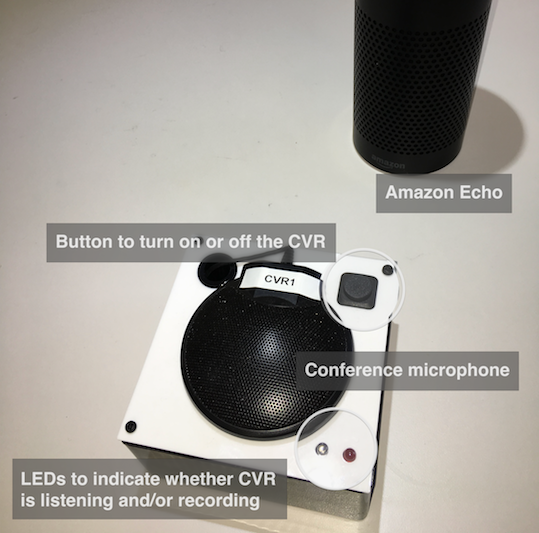 amazon
Amazon Echo
Button to turn on or off the CVR
CVR1
Conference microphone
LEDs to indicate whether CVR
is listening and/or recording